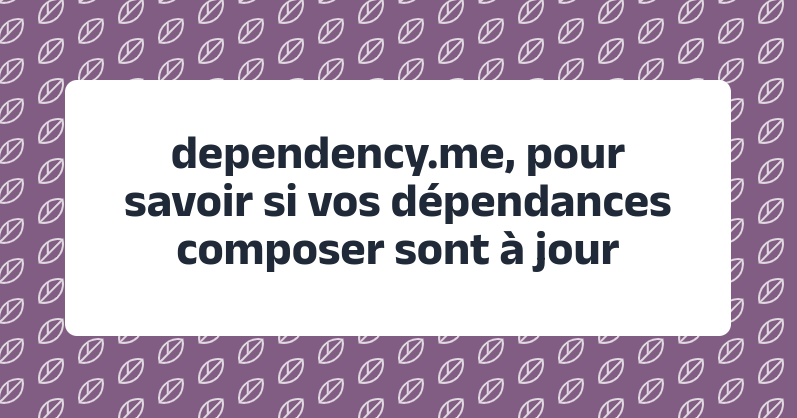 dependency.me, pour
savoir si vos dépendances
composer sont à jour